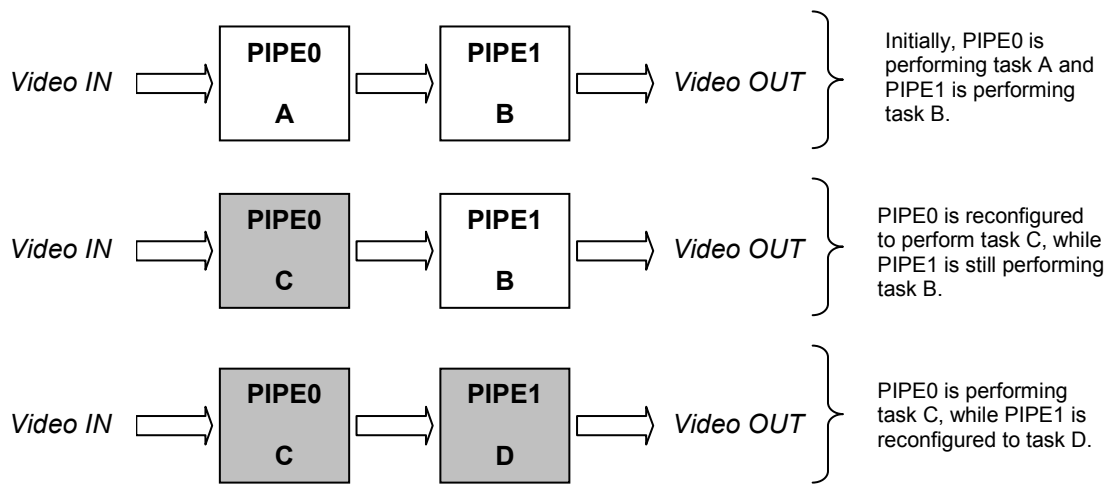 Video IN
PIPE0
A
PIPE1
B
Video OUT
Initially, PIPE0 is
performing task A and
PIPE1 is performing
task B.
Video IN
PIPE0
C
PIPE1
B
Video OUT
PIPE0 is reconfigured
to perform task C, while
PIPE1 is still performing
task B.
Video IN
PIPE0
C
PIPE1
D
Video OUT
PIPE0 is performing
task C, while PIPE1 is
reconfigured to task D.